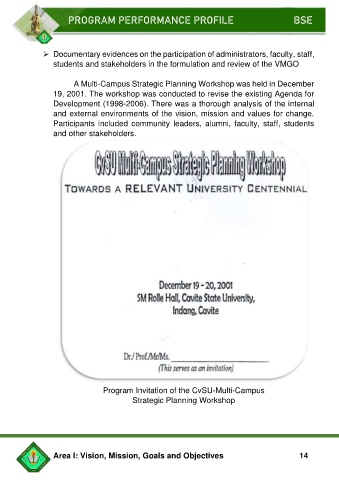 PROGRAM PERFORMANCE PROFILE BSE
➢ Documentary evidences on the participation of administrators, faculty, staff,
students and stakeholders in the formulation and review of the VMGO
A Multi-Campus Strategic Planning Workshop was held in December
19, 2001. The workshop was conducted to revise the existing Agenda for
Development (1998-2006). There was a thorough analysis of the internal
and external environments of the vision, mission and values for change.
Participants included community leaders, alumni, faculty, staff, students
and other stakeholders.
CvSU Multi-Campus Strategic Planning Workshop
TOWARDS A RELEVANT UNIVERSITY CENTENNIAL
December 19 - 20, 2001
SM Rolle Hall, Cavite State University,
Indang, Cavite
Dr./ Prof./Mr/Ms. ____________________
(This serves as an invitation)
Program Invitation of the CvSU-Multi-Campus
Strategic Planning Workshop
Area I: Vision, Mission, Goals and Objectives 14